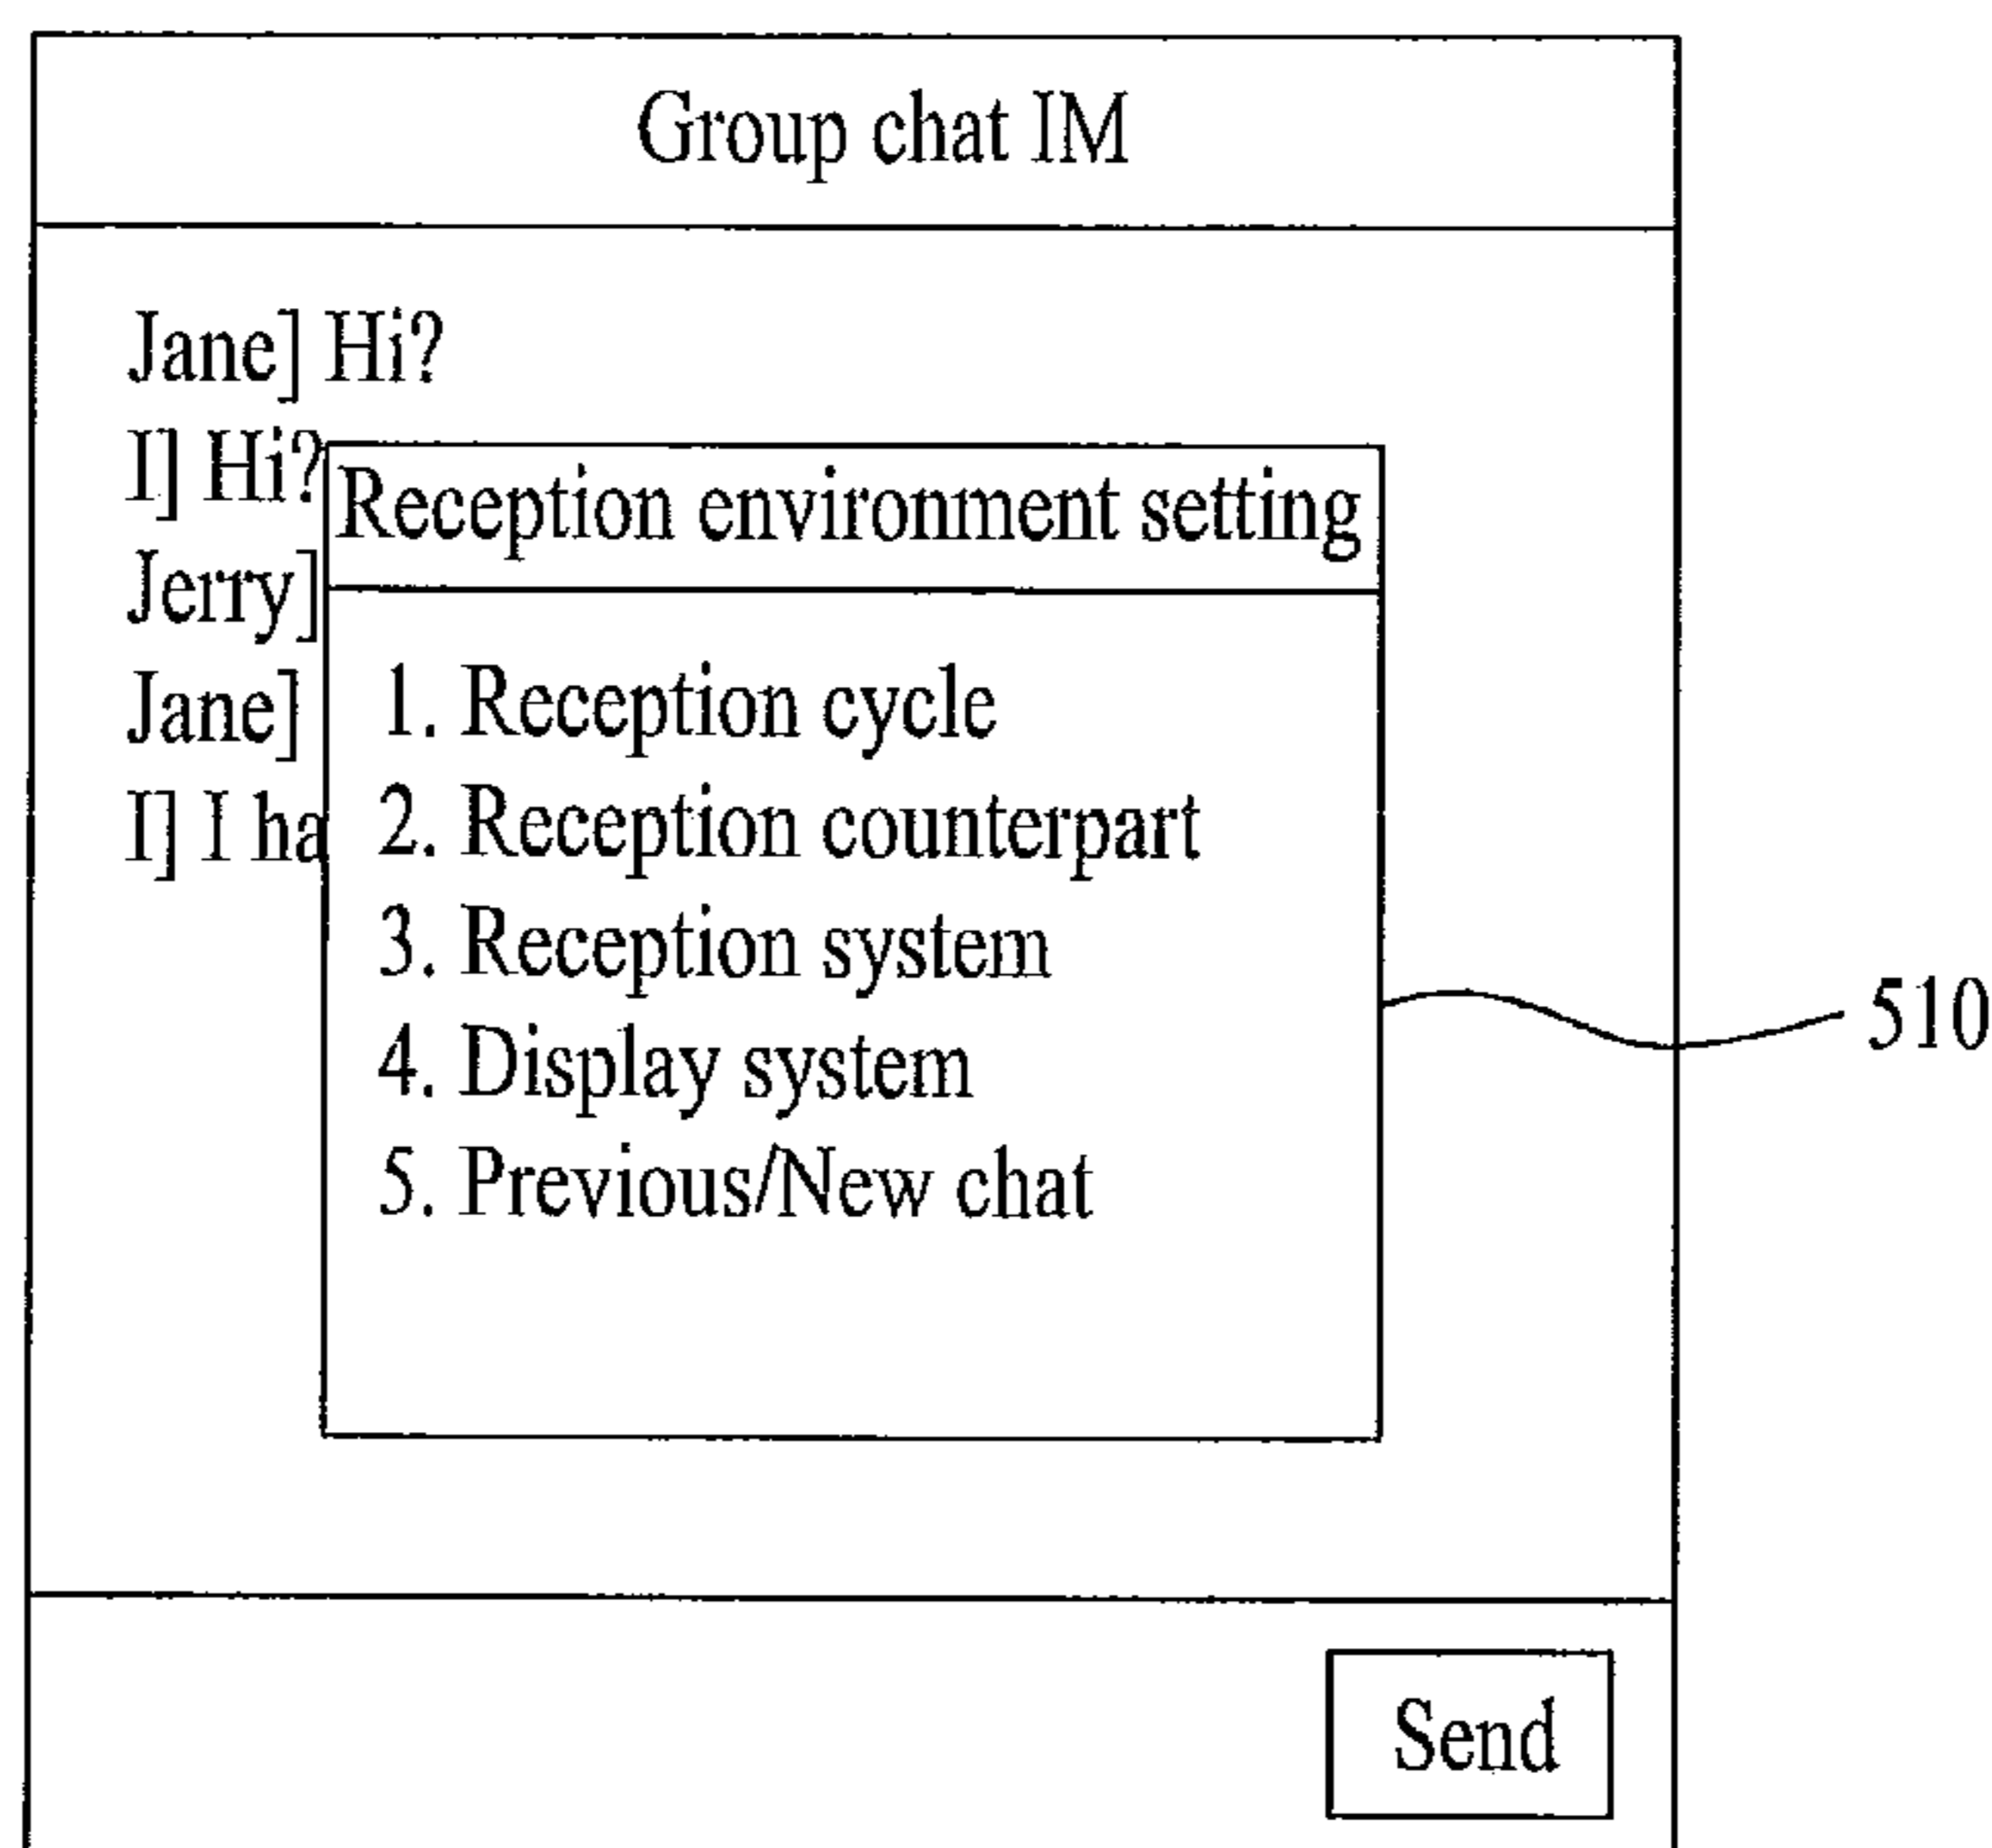 Group chat IM
Jane] Hi?
I] Hi?
Jerry]
Jane]
I] I ha
Reception environment setting
1. Reception cycle
2. Reception counterpart
3. Reception system
4. Display system
5. Previous/New chat
510
Send